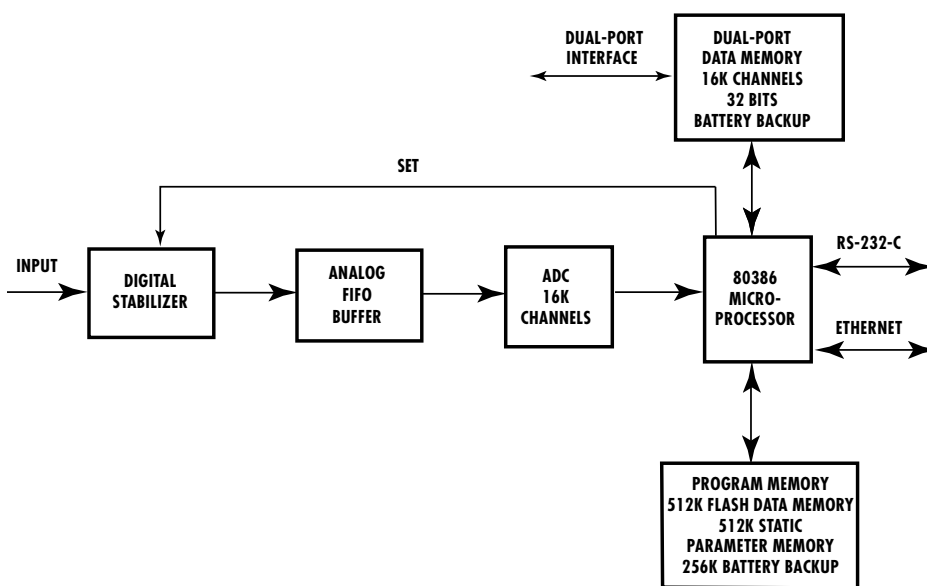 DUAL-PORT
INTERFACE
DUAL-PORT
DATA MEMORY
16K CHANNELS
32 BITS
BATTERY BACKUP
SET
INPUT
DIGITAL
STABILIZER
ANALOG
FIFO
BUFFER
ADC
16K
CHANNELS
80386
MICRO-
PROCESSOR
RS-232-C
ETHERNET
PROGRAM MEMORY
512K FLASH DATA MEMORY
512K STATIC
PARAMETER MEMORY
256K BATTERY BACKUP